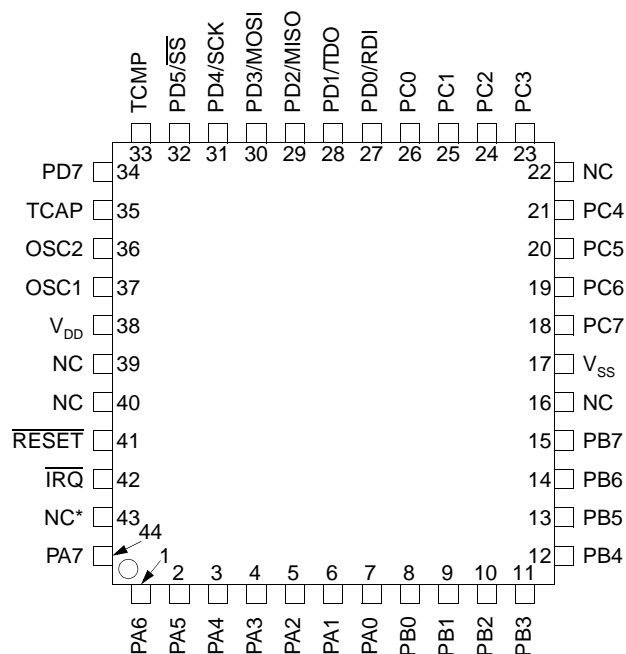 TCMP
PD5/S̅S̅
PD4/SCK
PD3/MOSI
PD2/MISO
PD1/TDO
PD0/RDI
PC0
PC1
PC2
PC3
33 32 31 30 29 28 27 26 25 24 23
PD7 34
TCAP 35
OSC2 36
OSC1 37
VDD 38
NC 39
NC 40
R̅E̅S̅E̅T̅ 41
I̅R̅Q̅ 42
NC* 43
PA7 44
22 NC
21 PC4
20 PC5
19 PC6
18 PC7
17 VSS
16 NC
15 PB7
14 PB6
13 PB5
12 PB4
1 2 3 4 5 6 7 8 9 10 11
PA6
PA5
PA4
PA3
PA2
PA1
PA0
PB0
PB1
PB2
PB3